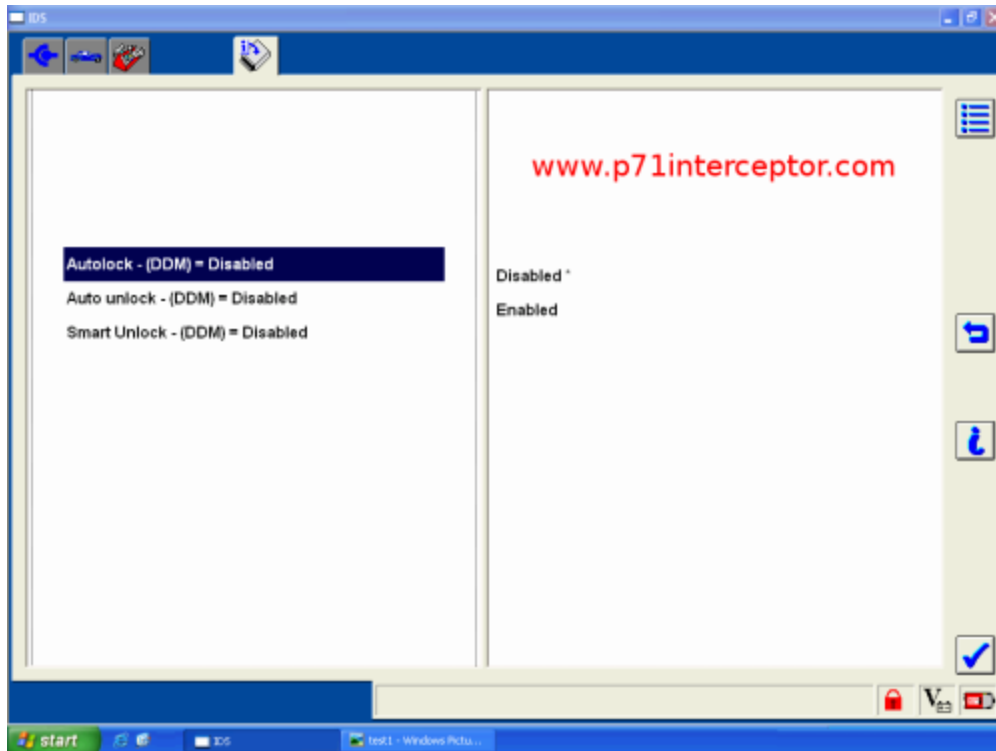 IDS
www.p71interceptor.com
Autolock - (DDM) = Disabled
Auto unlock - (DDM) = Disabled
Smart Unlock - (DDM) = Disabled
Disabled *
Enabled
V
start
IDS
test1 - Windows Pictu...